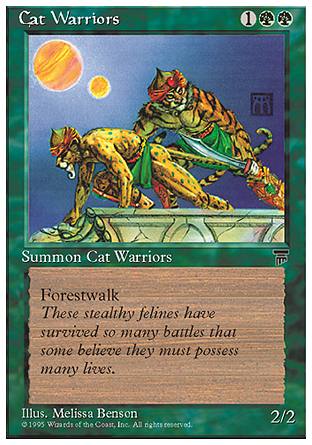 Cat Warriors 1
Summon Cat Warriors
Forestwalk
These stealthy felines have
survived so many battles that
some believe they must possess
many lives.
Illus. Melissa Benson 2/2
©1995 Wizards of the Coast, Inc. All rights reserved.